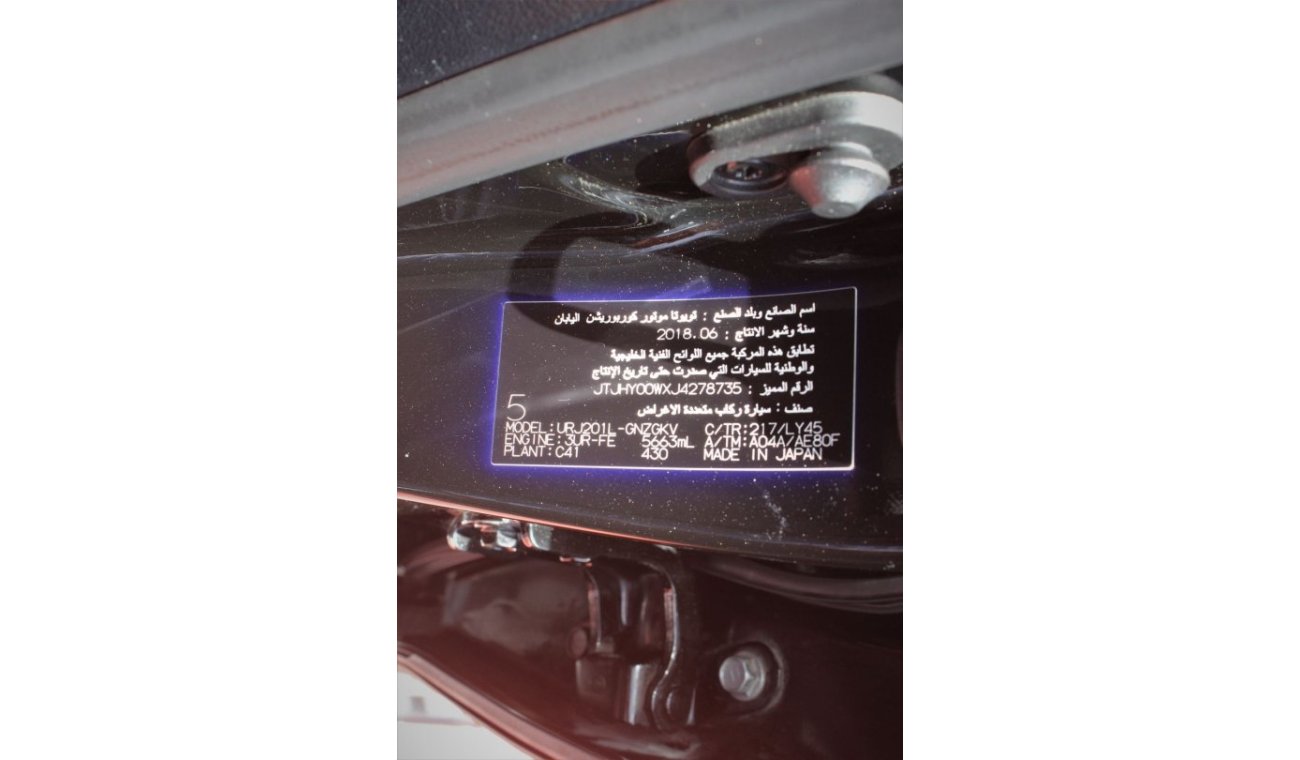 اسم الصانع وبلد الصنع : تويوتا موتور كوربوريشن اليابان
سنة وشهر الانتاج : 2018.06
تطابق هذه المركبة جميع اللوائح الفنية الخليجية
والوطنية للسيارات التي صدرت حتى تاريخ الإنتاج
الرقم المميز : JTJHY00WXJ4278735
صنف : سيارة ركاب متعددة الاغراض
5
MODEL:URJ201L-GNZGKV C/TR:217/LY45
ENGINE:3UR-FE 5663mL A/TM:A04A/AE80F
PLANT:C41 430 MADE IN JAPAN